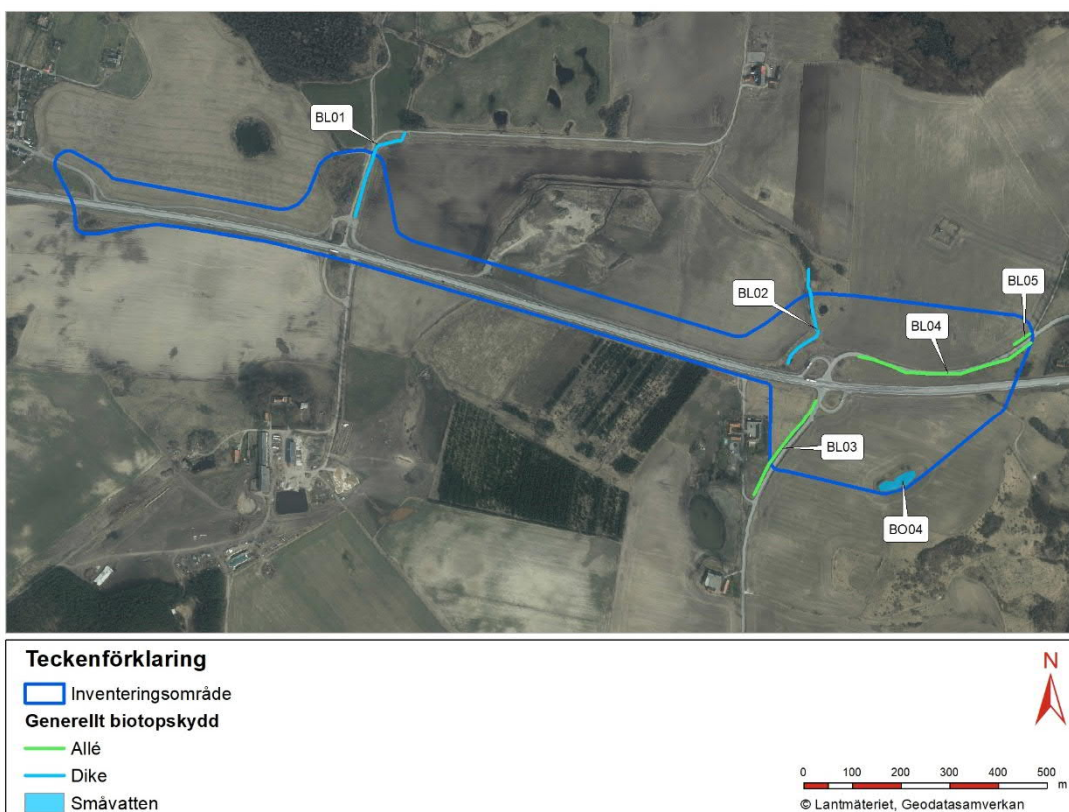 BL01
BL02
BL05
BL04
BL03
BO04
Teckenförklaring
Inventeringsområde
Generellt biotopskydd
Allé
Dike
Småvatten
N
0 100 200 300 400 500
m
© Lantmäteriet, Geodatasamverkan